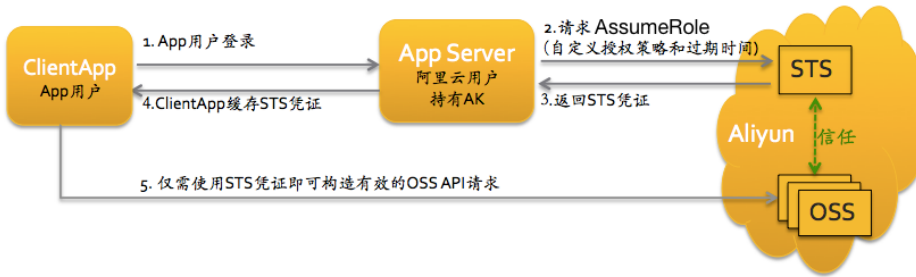 1. App用户登录
2.请求 AssumeRole
(自定义授权策略和过期时间)
ClientApp
App用户
App Server
阿里云用户
持有AK
STS
4.ClientApp缓存STS凭证
3.返回STS凭证
Aliyun
信任
5. 仅需使用STS凭证即可构造有效的OSS API请求
OSS